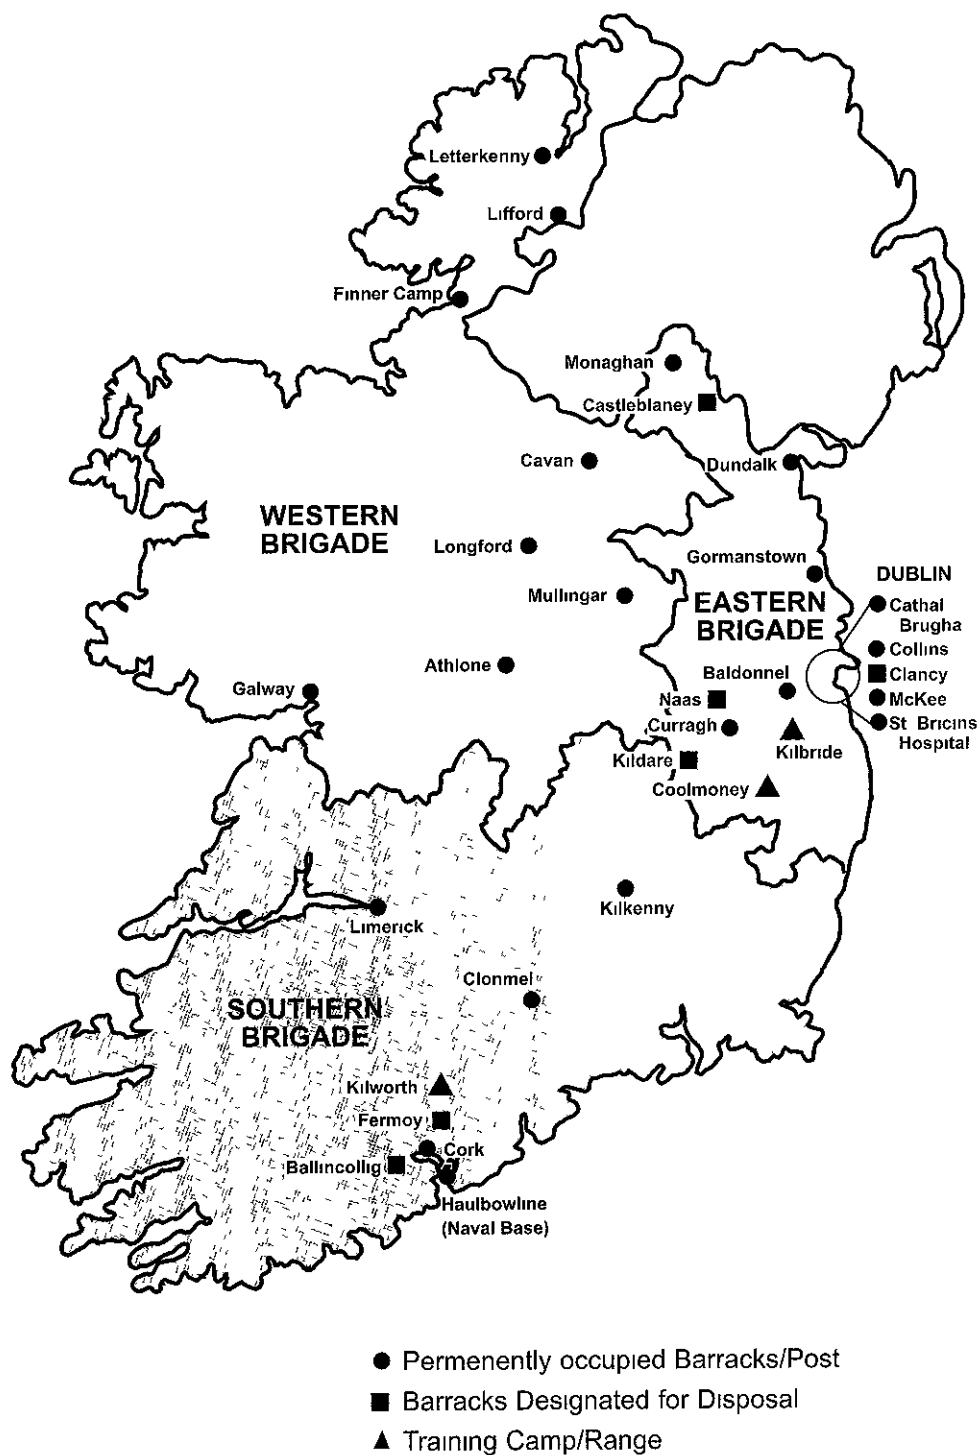 Letterkenny
Lifford
Finner Camp
Monaghan
Castleblaney
Cavan
Dundalk
WESTERN
BRIGADE
Longford
Gormanstown
DUBLIN
Mullingar
EASTERN
BRIGADE
Cathal
Brugha
Collins
Clancy
McKee
St Bricins
Hospital
Athlone
Baldonnel
Galway
Naas
Curragh
Kilbride
Kildare
Coolmoney
Kilkenny
Limerick
Clonmel
SOUTHERN
BRIGADE
Kilworth
Fermoy
Cork
Ballincollig
Haulbowline
(Naval Base)
Permenently occupied Barracks/Post
Barracks Designated for Disposal
Training Camp/Range